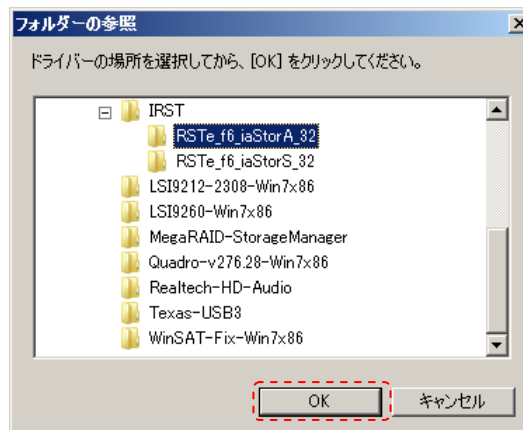 フォルダーの参照
ドライバーの場所を選択してから、[OK] をクリックしてください。
IRST
RSTe_f6_iaStorA_32
RSTe_f6_iaStorS_32
LSI9212-2308-Win7x86
LSI9260-Win7x86
MegaRAID-StorageManager
Quadro-v276.28-Win7x86
Realtech-HD-Audio
Texas-USB3
WinSAT-Fix-Win7x86
OK キャンセル